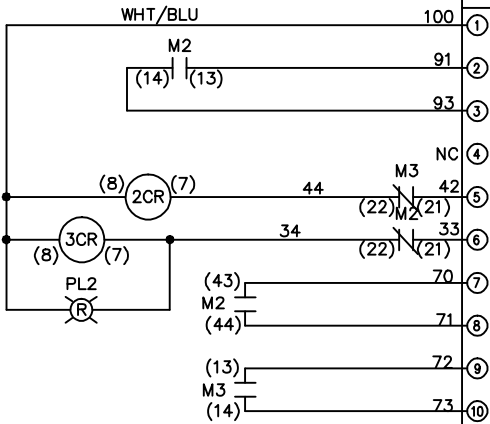 WHT/BLU 100 1
M2 91 2
(14) (13)
93 3
NC 4
M3
(8) 2CR (7) 44 42 5
(22) (21)
M2
3CR 34 33 6
(8) (7) (22) (21)
PL2 (43) 70 7
R M2
(44) 71 8
(13) 72 9
M3
(14) 73 10